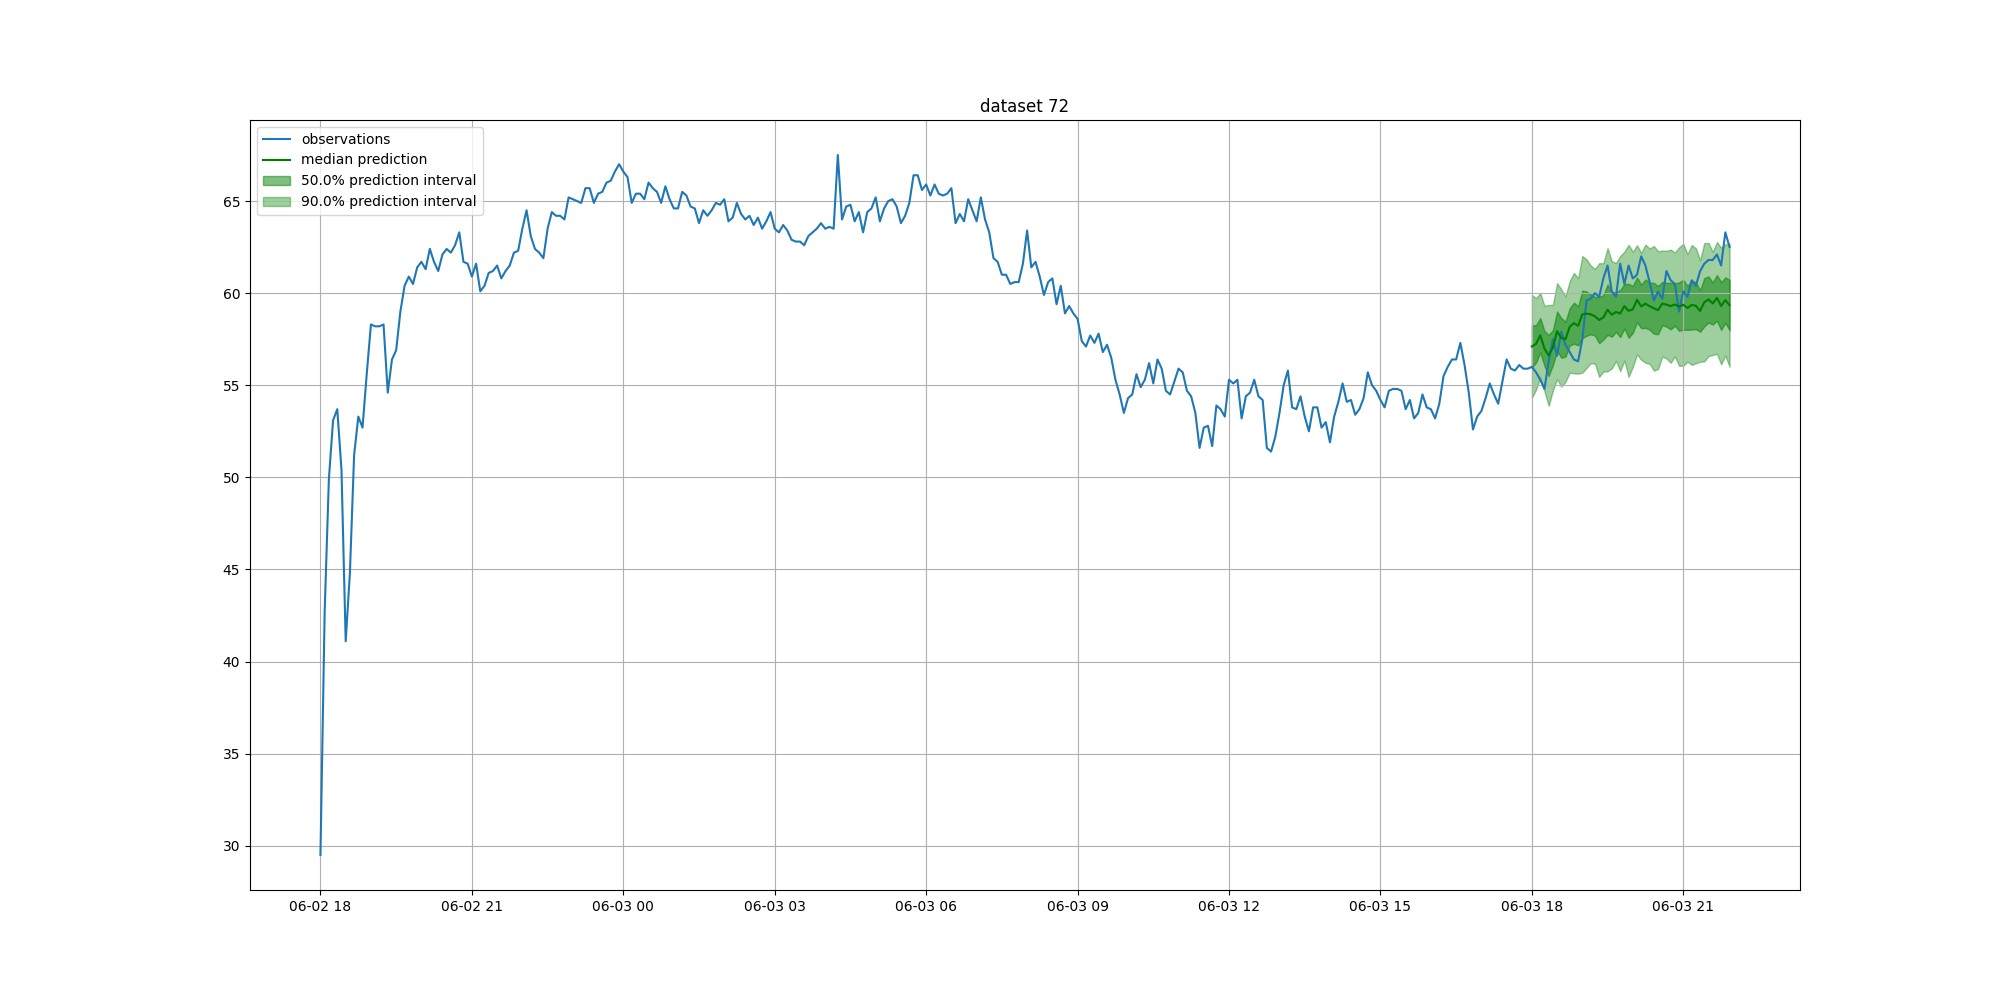 dataset 72
observations
median prediction
50.0% prediction interval
90.0% prediction interval
65
60
55
50
45
40
35
30
06-02 18 06-02 21 06-03 00 06-03 03 06-03 06 06-03 09 06-03 12 06-03 15 06-03 18 06-03 21